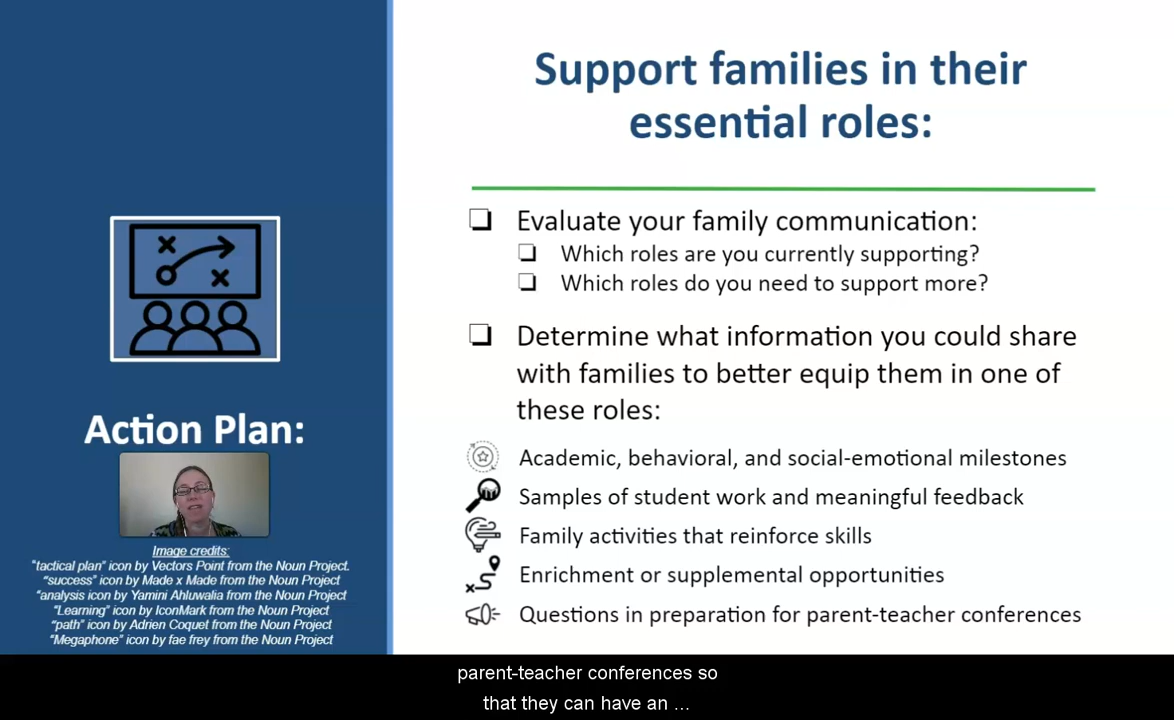 Support families in their
essential roles:
❏ Evaluate your family communication:
❏ Which roles are you currently supporting?
❏ Which roles do you need to support more?
❏ Determine what information you could share
with families to better equip them in one of
these roles:
Academic, behavioral, and social-emotional milestones
Samples of student work and meaningful feedback
Family activities that reinforce skills
Enrichment or supplemental opportunities
Questions in preparation for parent-teacher conferences
Action Plan:
Image credits:
"tactical plan" icon by Vectors Point from the Noun Project.
"success" icon by Made x Made from the Noun Project
"analysis icon by Yamini Ahluwalia from the Noun Project
"Learning" icon by IconMark from the Noun Project
"path" icon by Adrien Coquet from the Noun Project
"Megaphone" icon by fae frey from the Noun Project
parent-teacher conferences so
that they can have an ...